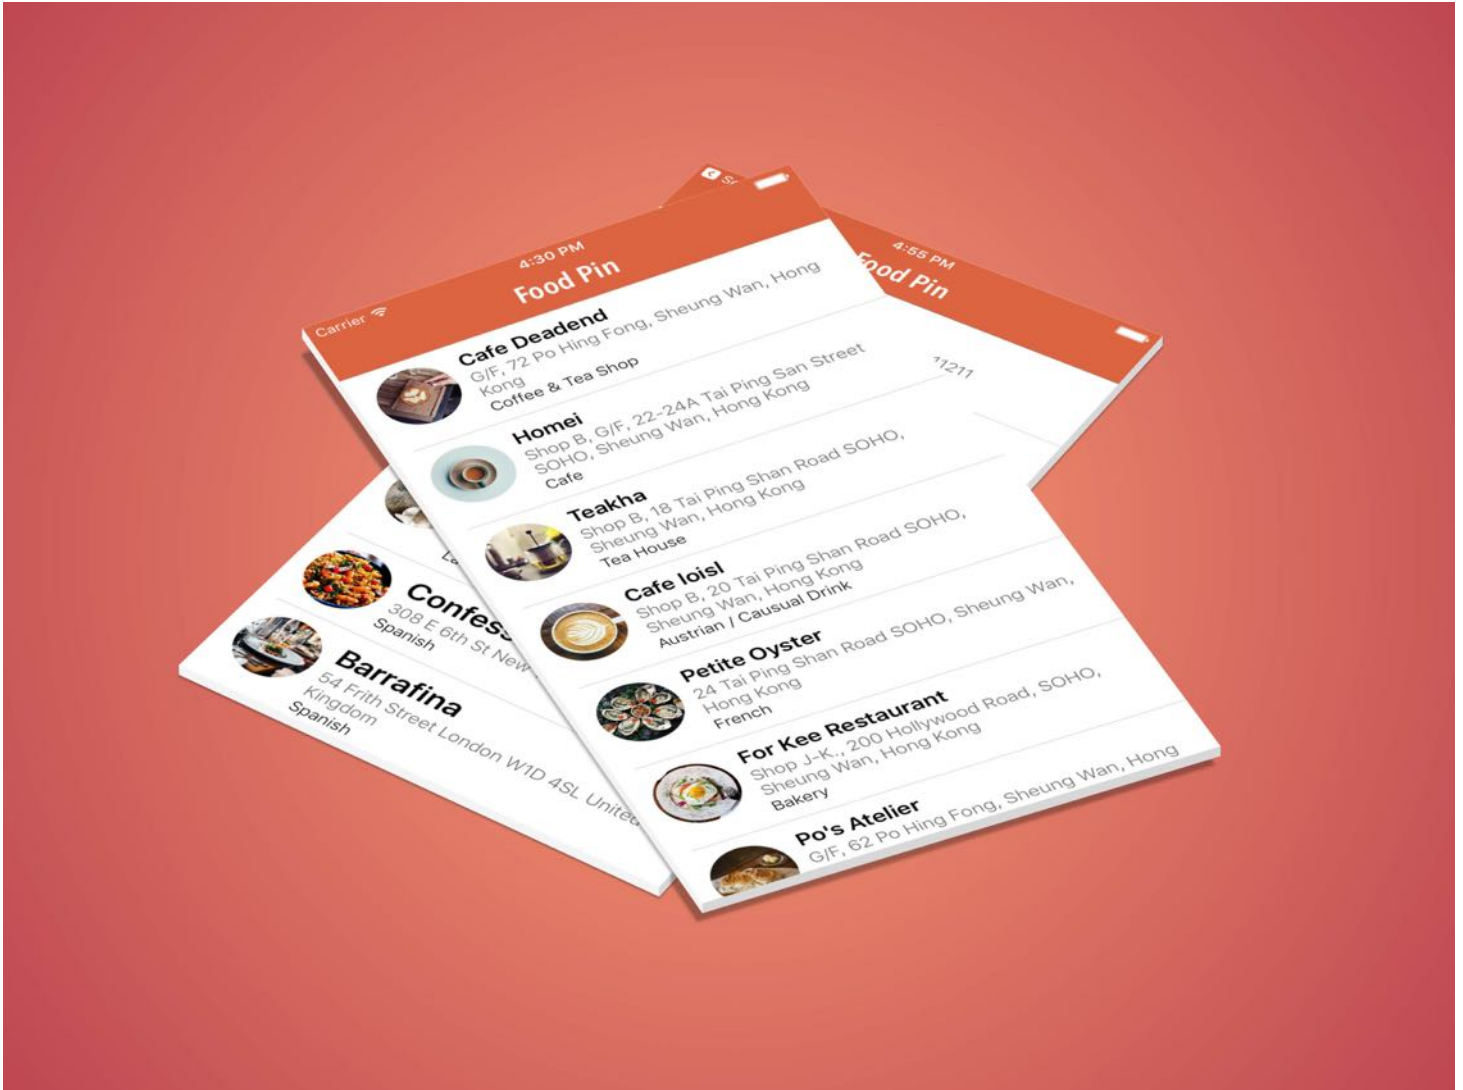 Carrier
4:30 PM
Food Pin
Cafe Deadend
G/F, 72 Po Hing Fong, Sheung Wan, Hong
Kong
Coffee & Tea Shop
Homei
Shop B, G/F, 22-24A Tai Ping San Street
SOHO, Sheung Wan, Hong Kong
Cafe
Teakha
Shop B, 18 Tai Ping Shan Road SOHO,
Sheung Wan, Hong Kong
Tea House
Cafe loisl
Shop B, 20 Tai Ping Shan Road SOHO,
Sheung Wan, Hong Kong
Austrian / Causual Drink
Petite Oyster
24 Tai Ping Shan Road SOHO, Sheung Wan,
Hong Kong
French
For Kee Restaurant
Shop J-K., 200 Hollywood Road, SOHO,
Sheung Wan, Hong Kong
Bakery
Po's Atelier
G/F, 62 Po Hing Fong, Sheung Wan, Hong
4:55 PM
Food Pin
11211
308 E 6th St New
Spanish
Barrafina
54 Frith Street London W1D 4SL United
Kingdom
Spanish